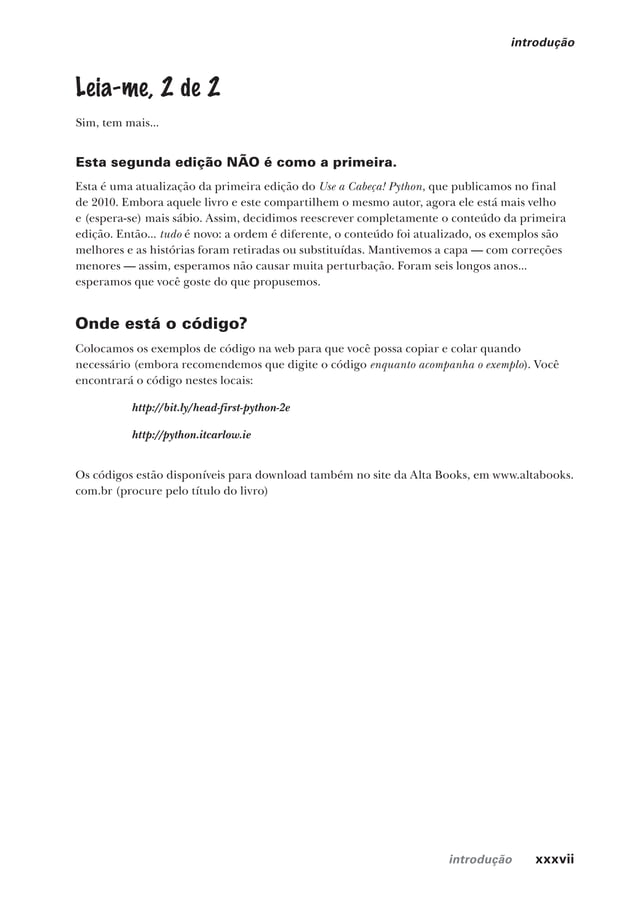 introdução
Leia-me, 2 de 2
Sim, tem mais...
Esta segunda edição NÃO é como a primeira.
Esta é uma atualização da primeira edição do Use a Cabeça! Python, que publicamos no final
de 2010. Embora aquele livro e este compartilhem o mesmo autor, agora ele está mais velho
e (espera-se) mais sábio. Assim, decidimos reescrever completamente o conteúdo da primeira
edição. Então... tudo é novo: a ordem é diferente, o conteúdo foi atualizado, os exemplos são
melhores e as histórias foram retiradas ou substituídas. Mantivemos a capa — com correções
menores — assim, esperamos não causar muita perturbação. Foram seis longos anos...
esperamos que você goste do que propusemos.
Onde está o código?
Colocamos os exemplos de código na web para que você possa copiar e colar quando
necessário (embora recomendemos que digite o código enquanto acompanha o exemplo). Você
encontrará o código nestes locais:
http://bit.ly/head-first-python-2e
http://python.itcarlow.ie
Os códigos estão disponíveis para download também no site da Alta Books, em www.altabooks.
com.br (procure pelo título do livro)
introdução xxxvii